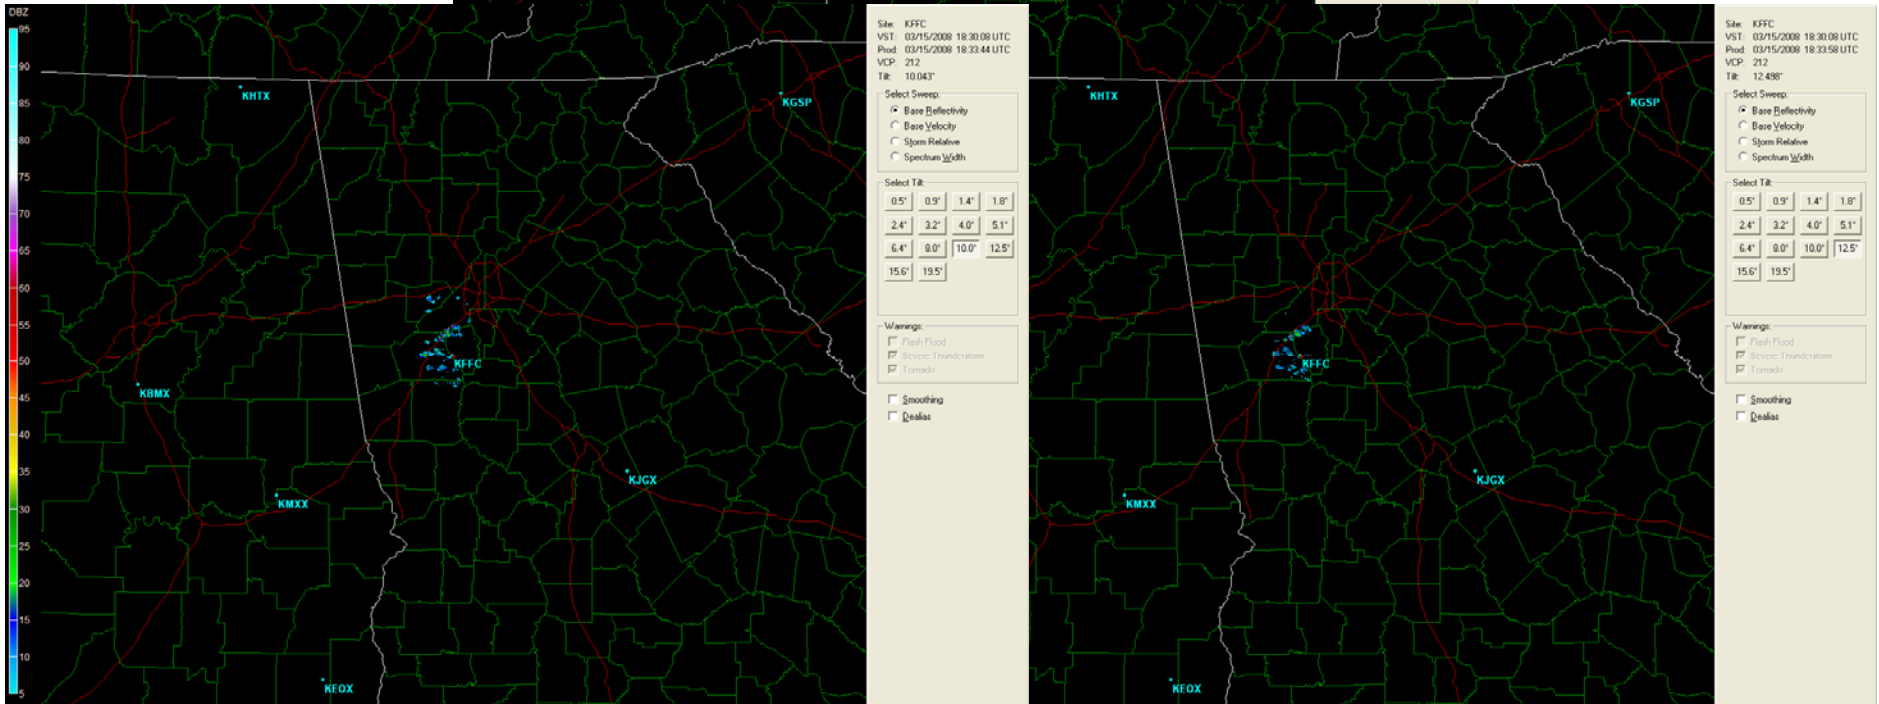 DBZ
95
90
85
80
75
70
65
60
55
50
45
40
35
30
25
20
15
10
5
KHTX
KGSP
KFFC
KBMX
KJGX
KMXX
KEOX
Site: KFFC
VST: 03/15/2008 18:30:08 UTC
Prod: 03/15/2008 18:33:44 UTC
VCP: 212
Tilt: 10.043°
Select Sweep:
Base Reflectivity
Base Velocity
Storm Relative
Spectrum Width
Select Tilt:
0.5° 0.9° 1.4° 1.8°
2.4° 3.2° 4.0° 5.1°
6.4° 8.0° 10.0° 12.5°
15.6° 19.5°
Warnings:
Flash Flood
Severe Thunderstorm
Tornado
Smoothing
Dealias
KHTX
KGSP
KFFC
KJGX
KMXX
KEOX
Site: KFFC
VST: 03/15/2008 18:30:08 UTC
Prod: 03/15/2008 18:33:58 UTC
VCP: 212
Tilt: 12.498°
Select Sweep:
Base Reflectivity
Base Velocity
Storm Relative
Spectrum Width
Select Tilt:
0.5° 0.9° 1.4° 1.8°
2.4° 3.2° 4.0° 5.1°
6.4° 8.0° 10.0° 12.5°
15.6° 19.5°
Warnings:
Flash Flood
Severe Thunderstorm
Tornado
Smoothing
Dealias